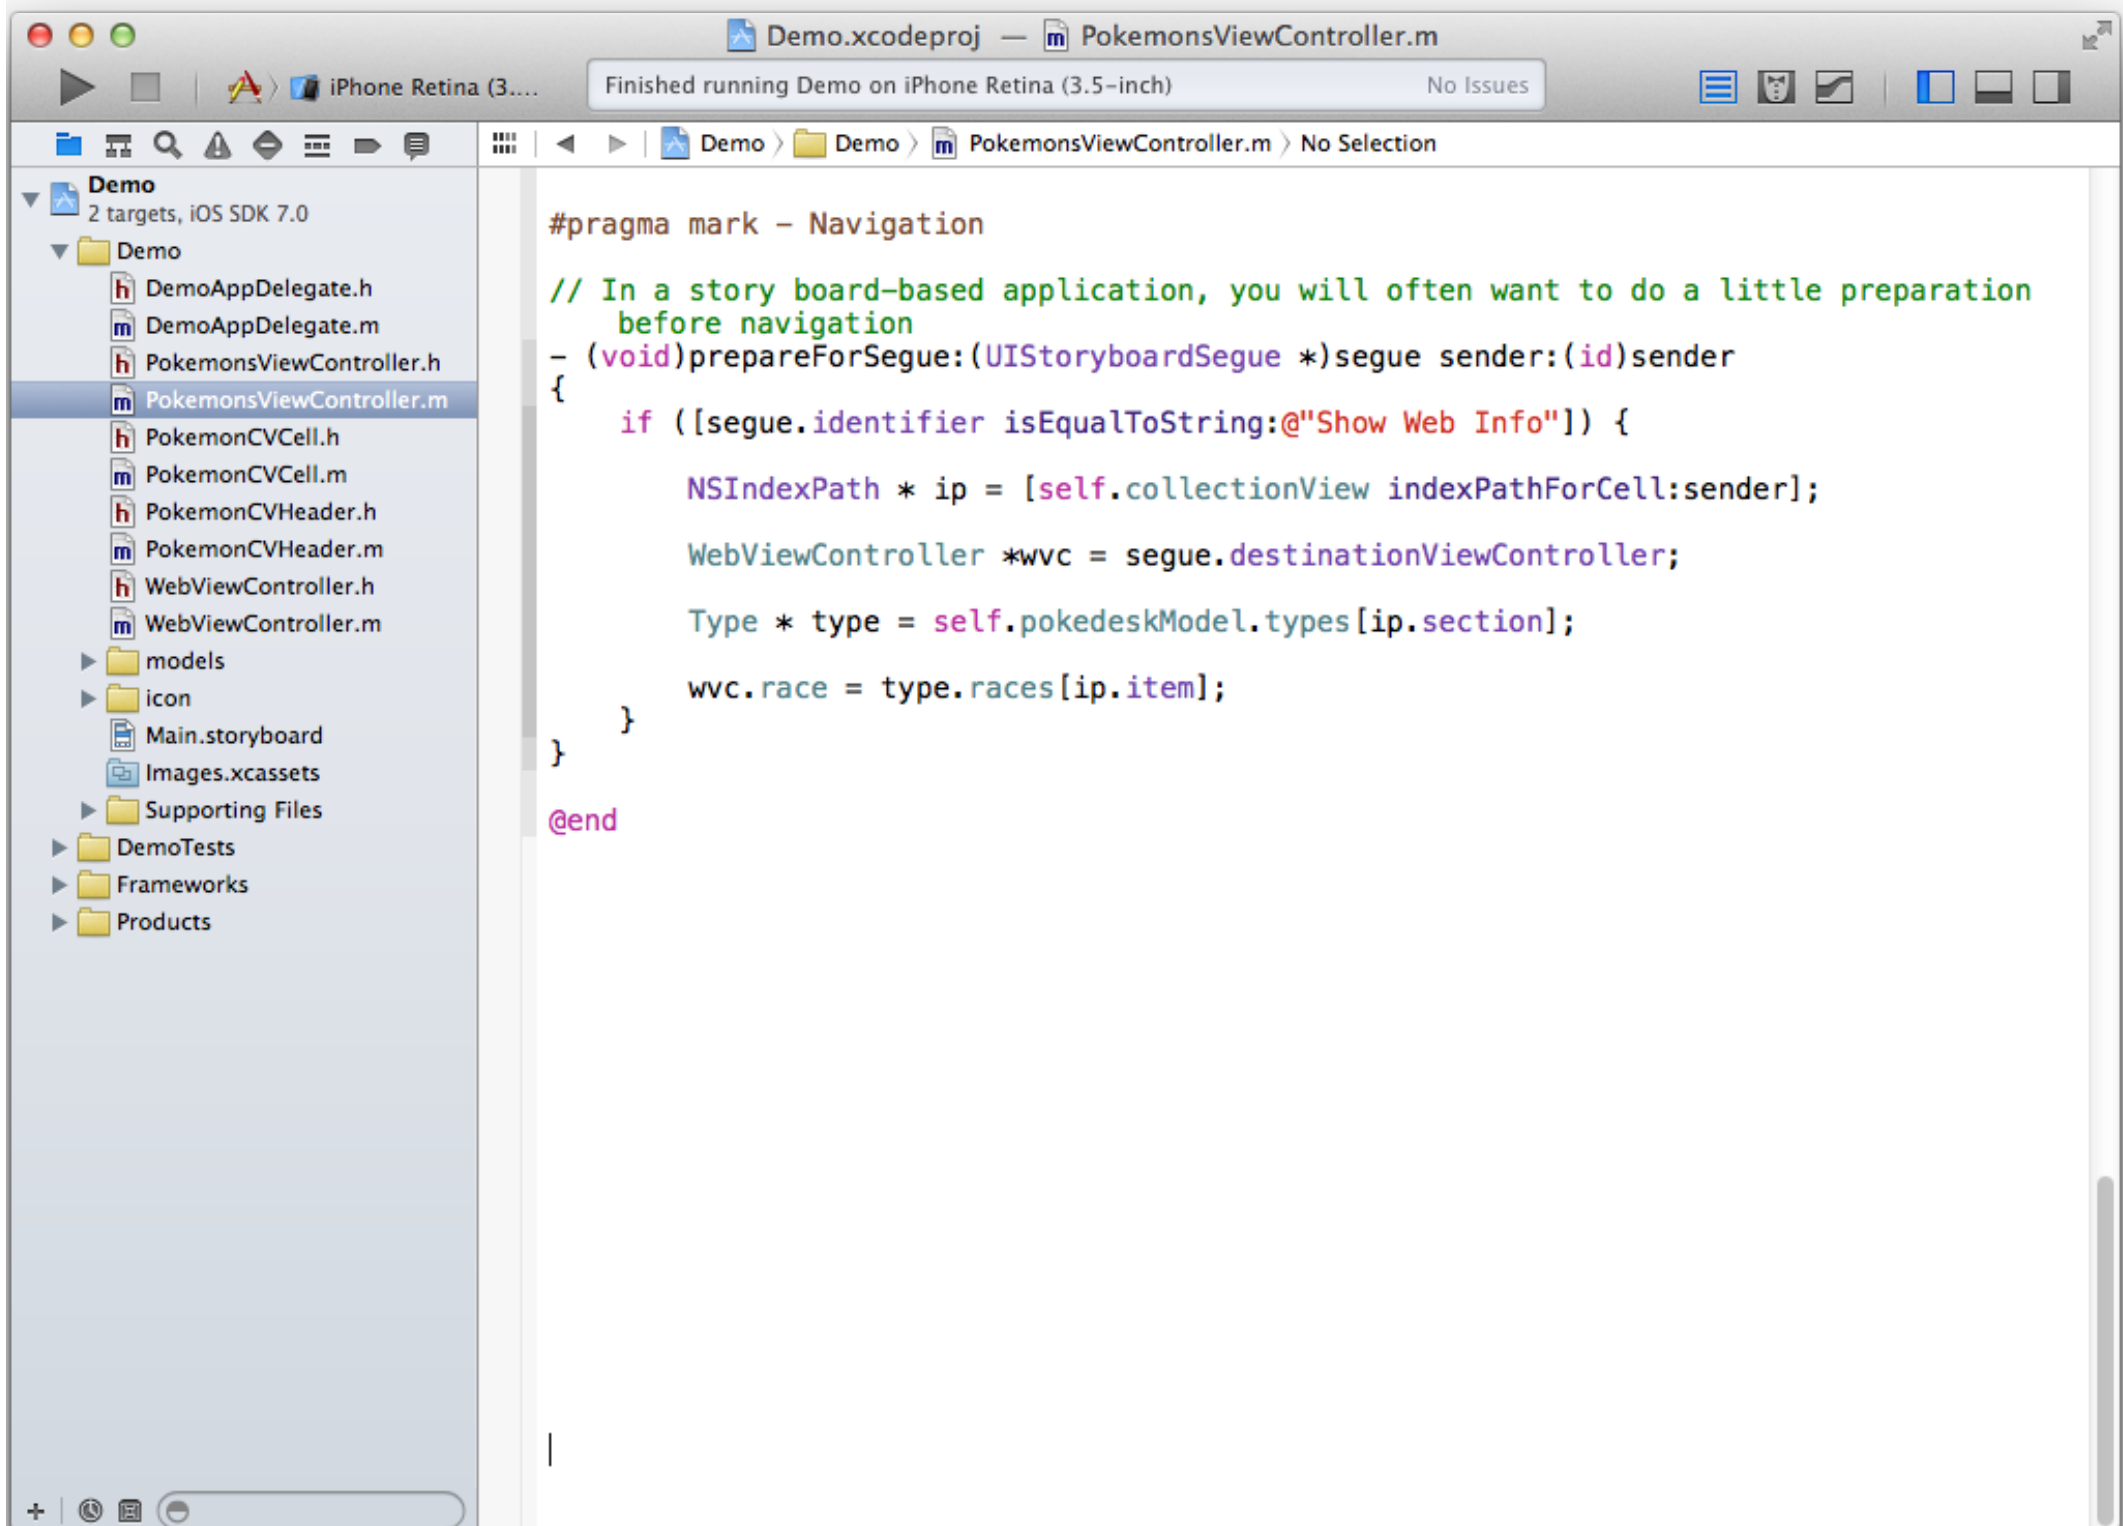 Demo.xcodeproj — PokemonsViewController.m
iPhone Retina (3....
Finished running Demo on iPhone Retina (3.5-inch)
No Issues
Demo
Demo
PokemonsViewController.m
No Selection
Demo
2 targets, iOS SDK 7.0
Demo
DemoAppDelegate.h
DemoAppDelegate.m
PokemonsViewController.h
PokemonsViewController.m
PokemonCVCell.h
PokemonCVCell.m
PokemonCVHeader.h
PokemonCVHeader.m
WebViewController.h
WebViewController.m
models
icon
Main.storyboard
Images.xcassets
Supporting Files
DemoTests
Frameworks
Products
#pragma mark - Navigation
// In a story board-based application, you will often want to do a little preparation
before navigation
- (void)prepareForSegue:(UIStoryboardSegue *)segue sender:(id)sender
{
if ([segue.identifier isEqualToString:@"Show Web Info"]) {
NSIndexPath * ip = [self.collectionView indexPathForCell:sender];
WebViewController *wvc = segue.destinationViewController;
Type * type = self.pokedeskModel.types[ip.section];
wvc.race = type.races[ip.item];
}
}
@end